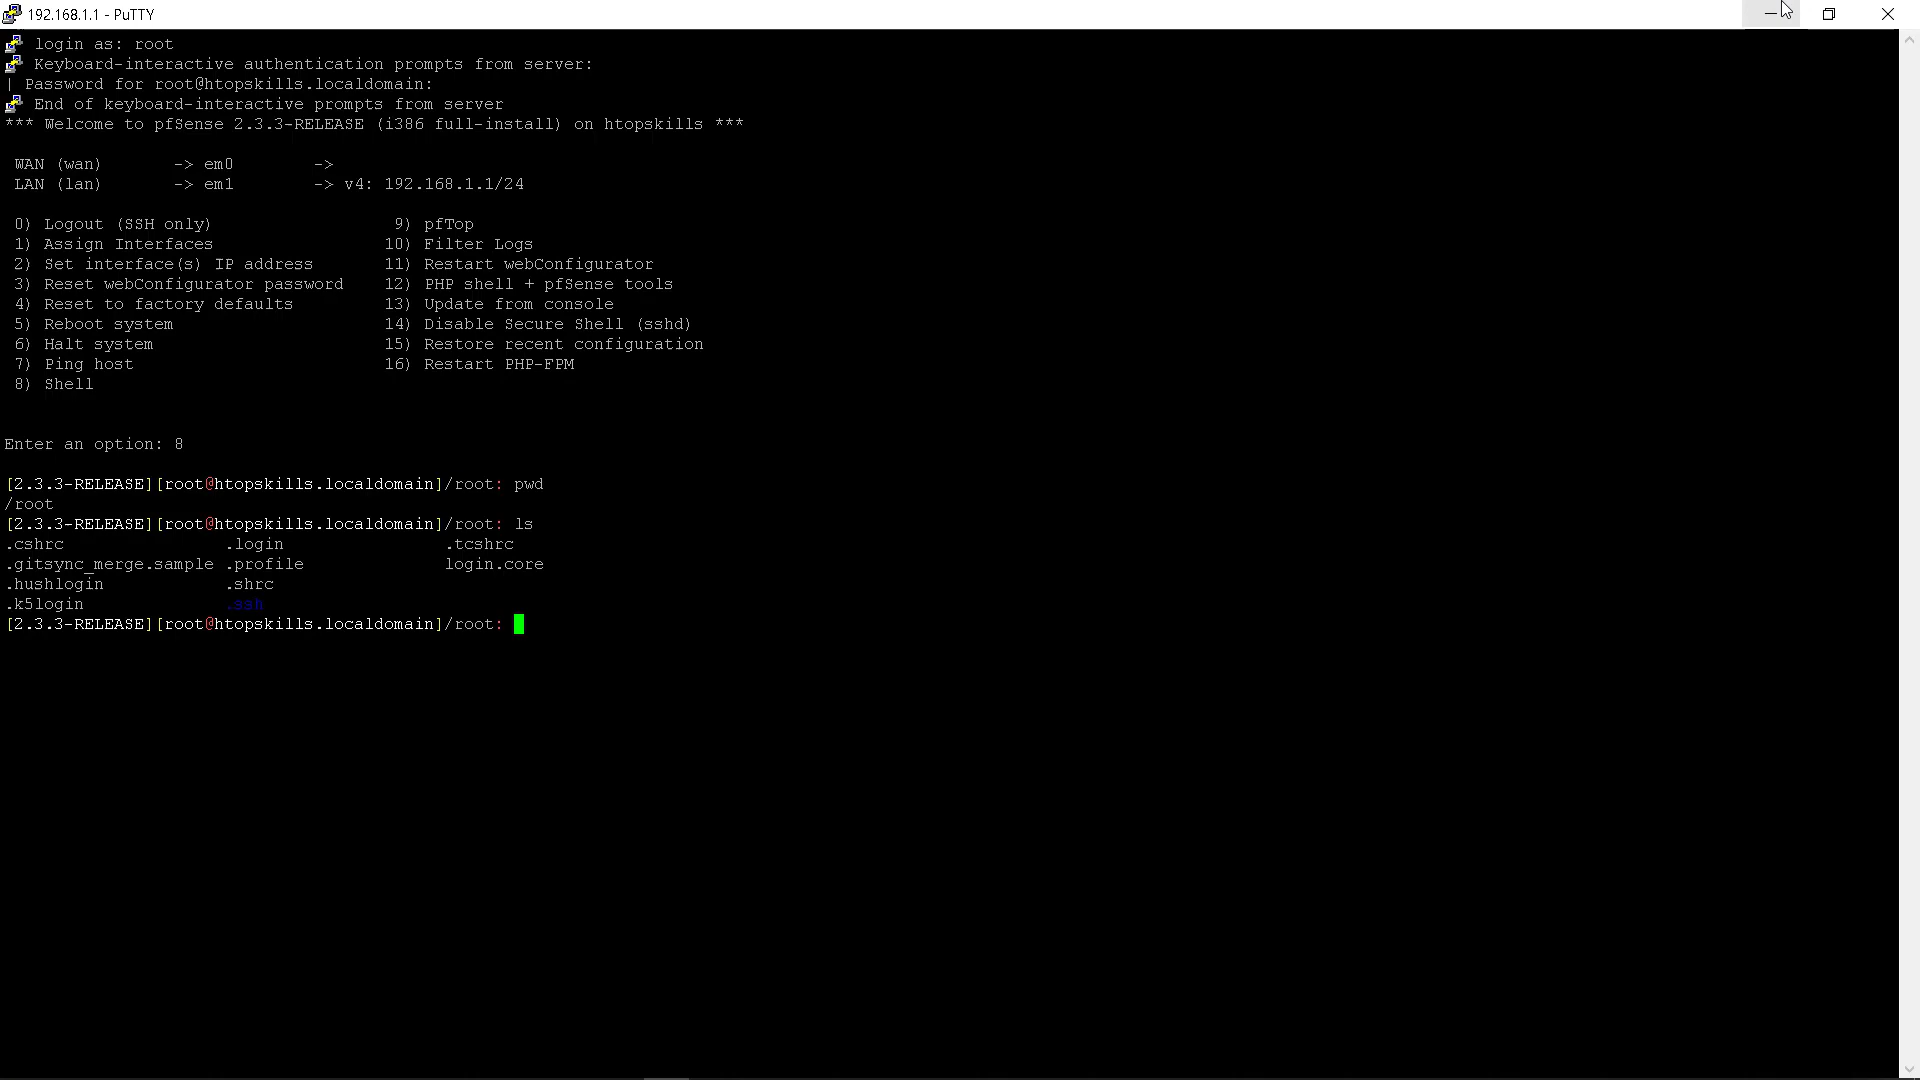 192.168.1.1 - PuTTY
login as: root
Keyboard-interactive authentication prompts from server:
| Password for root@htopskills.localdomain:
End of keyboard-interactive prompts from server
*** Welcome to pfSense 2.3.3-RELEASE (i386 full-install) on htopskills ***
WAN (wan)       -> em0        ->
LAN (lan)       -> em1        -> v4: 192.168.1.1/24
0) Logout (SSH only)                  9) pfTop
1) Assign Interfaces                 10) Filter Logs
2) Set interface(s) IP address       11) Restart webConfigurator
3) Reset webConfigurator password    12) PHP shell + pfSense tools
4) Reset to factory defaults         13) Update from console
5) Reboot system                     14) Disable Secure Shell (sshd)
6) Halt system                       15) Restore recent configuration
7) Ping host                         16) Restart PHP-FPM
8) Shell
Enter an option: 8
[2.3.3-RELEASE][root@htopskills.localdomain]/root: pwd
/root
[2.3.3-RELEASE][root@htopskills.localdomain]/root: ls
.cshrc                .login                .tcshrc
.gitsync_merge.sample .profile              login.core
.hushlogin            .shrc
.k5login              .ssh
[2.3.3-RELEASE][root@htopskills.localdomain]/root: